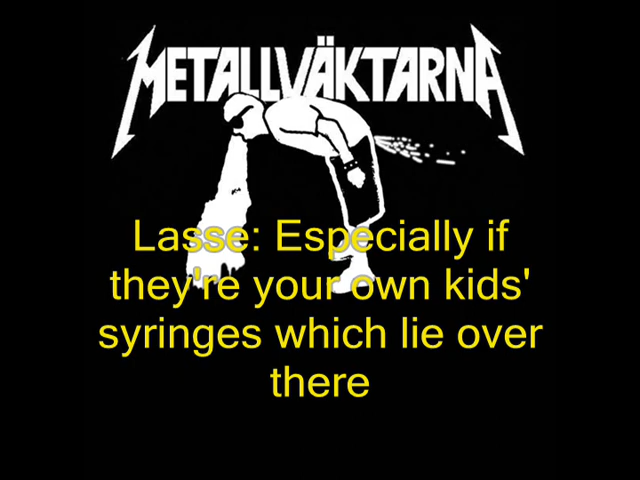 METALLVÄKTARNA
Lasse: Especially if
they're your own kids'
syringes which lie over
there